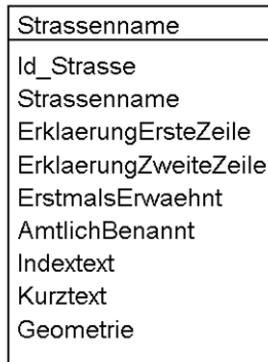 Strassenname
Id_Strasse
Strassenname
ErklaerungErsteZeile
ErklaerungZweiteZeile
ErstmalsErwaehnt
AmtlichBenannt
Indextext
Kurztext
Geometrie